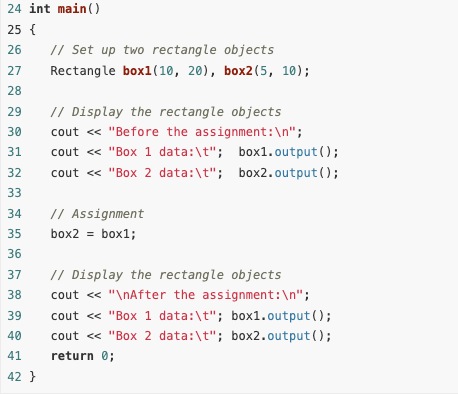 24 int main()
25 {
26    // Set up two rectangle objects
27    Rectangle box1(10, 20), box2(5, 10);
28
29    // Display the rectangle objects
30    cout << "Before the assignment:\n";
31    cout << "Box 1 data:\t";  box1.output();
32    cout << "Box 2 data:\t";  box2.output();
33
34    // Assignment
35    box2 = box1;
36
37    // Display the rectangle objects
38    cout << "\nAfter the assignment:\n";
39    cout << "Box 1 data:\t"; box1.output();
40    cout << "Box 2 data:\t"; box2.output();
41    return 0;
42 }